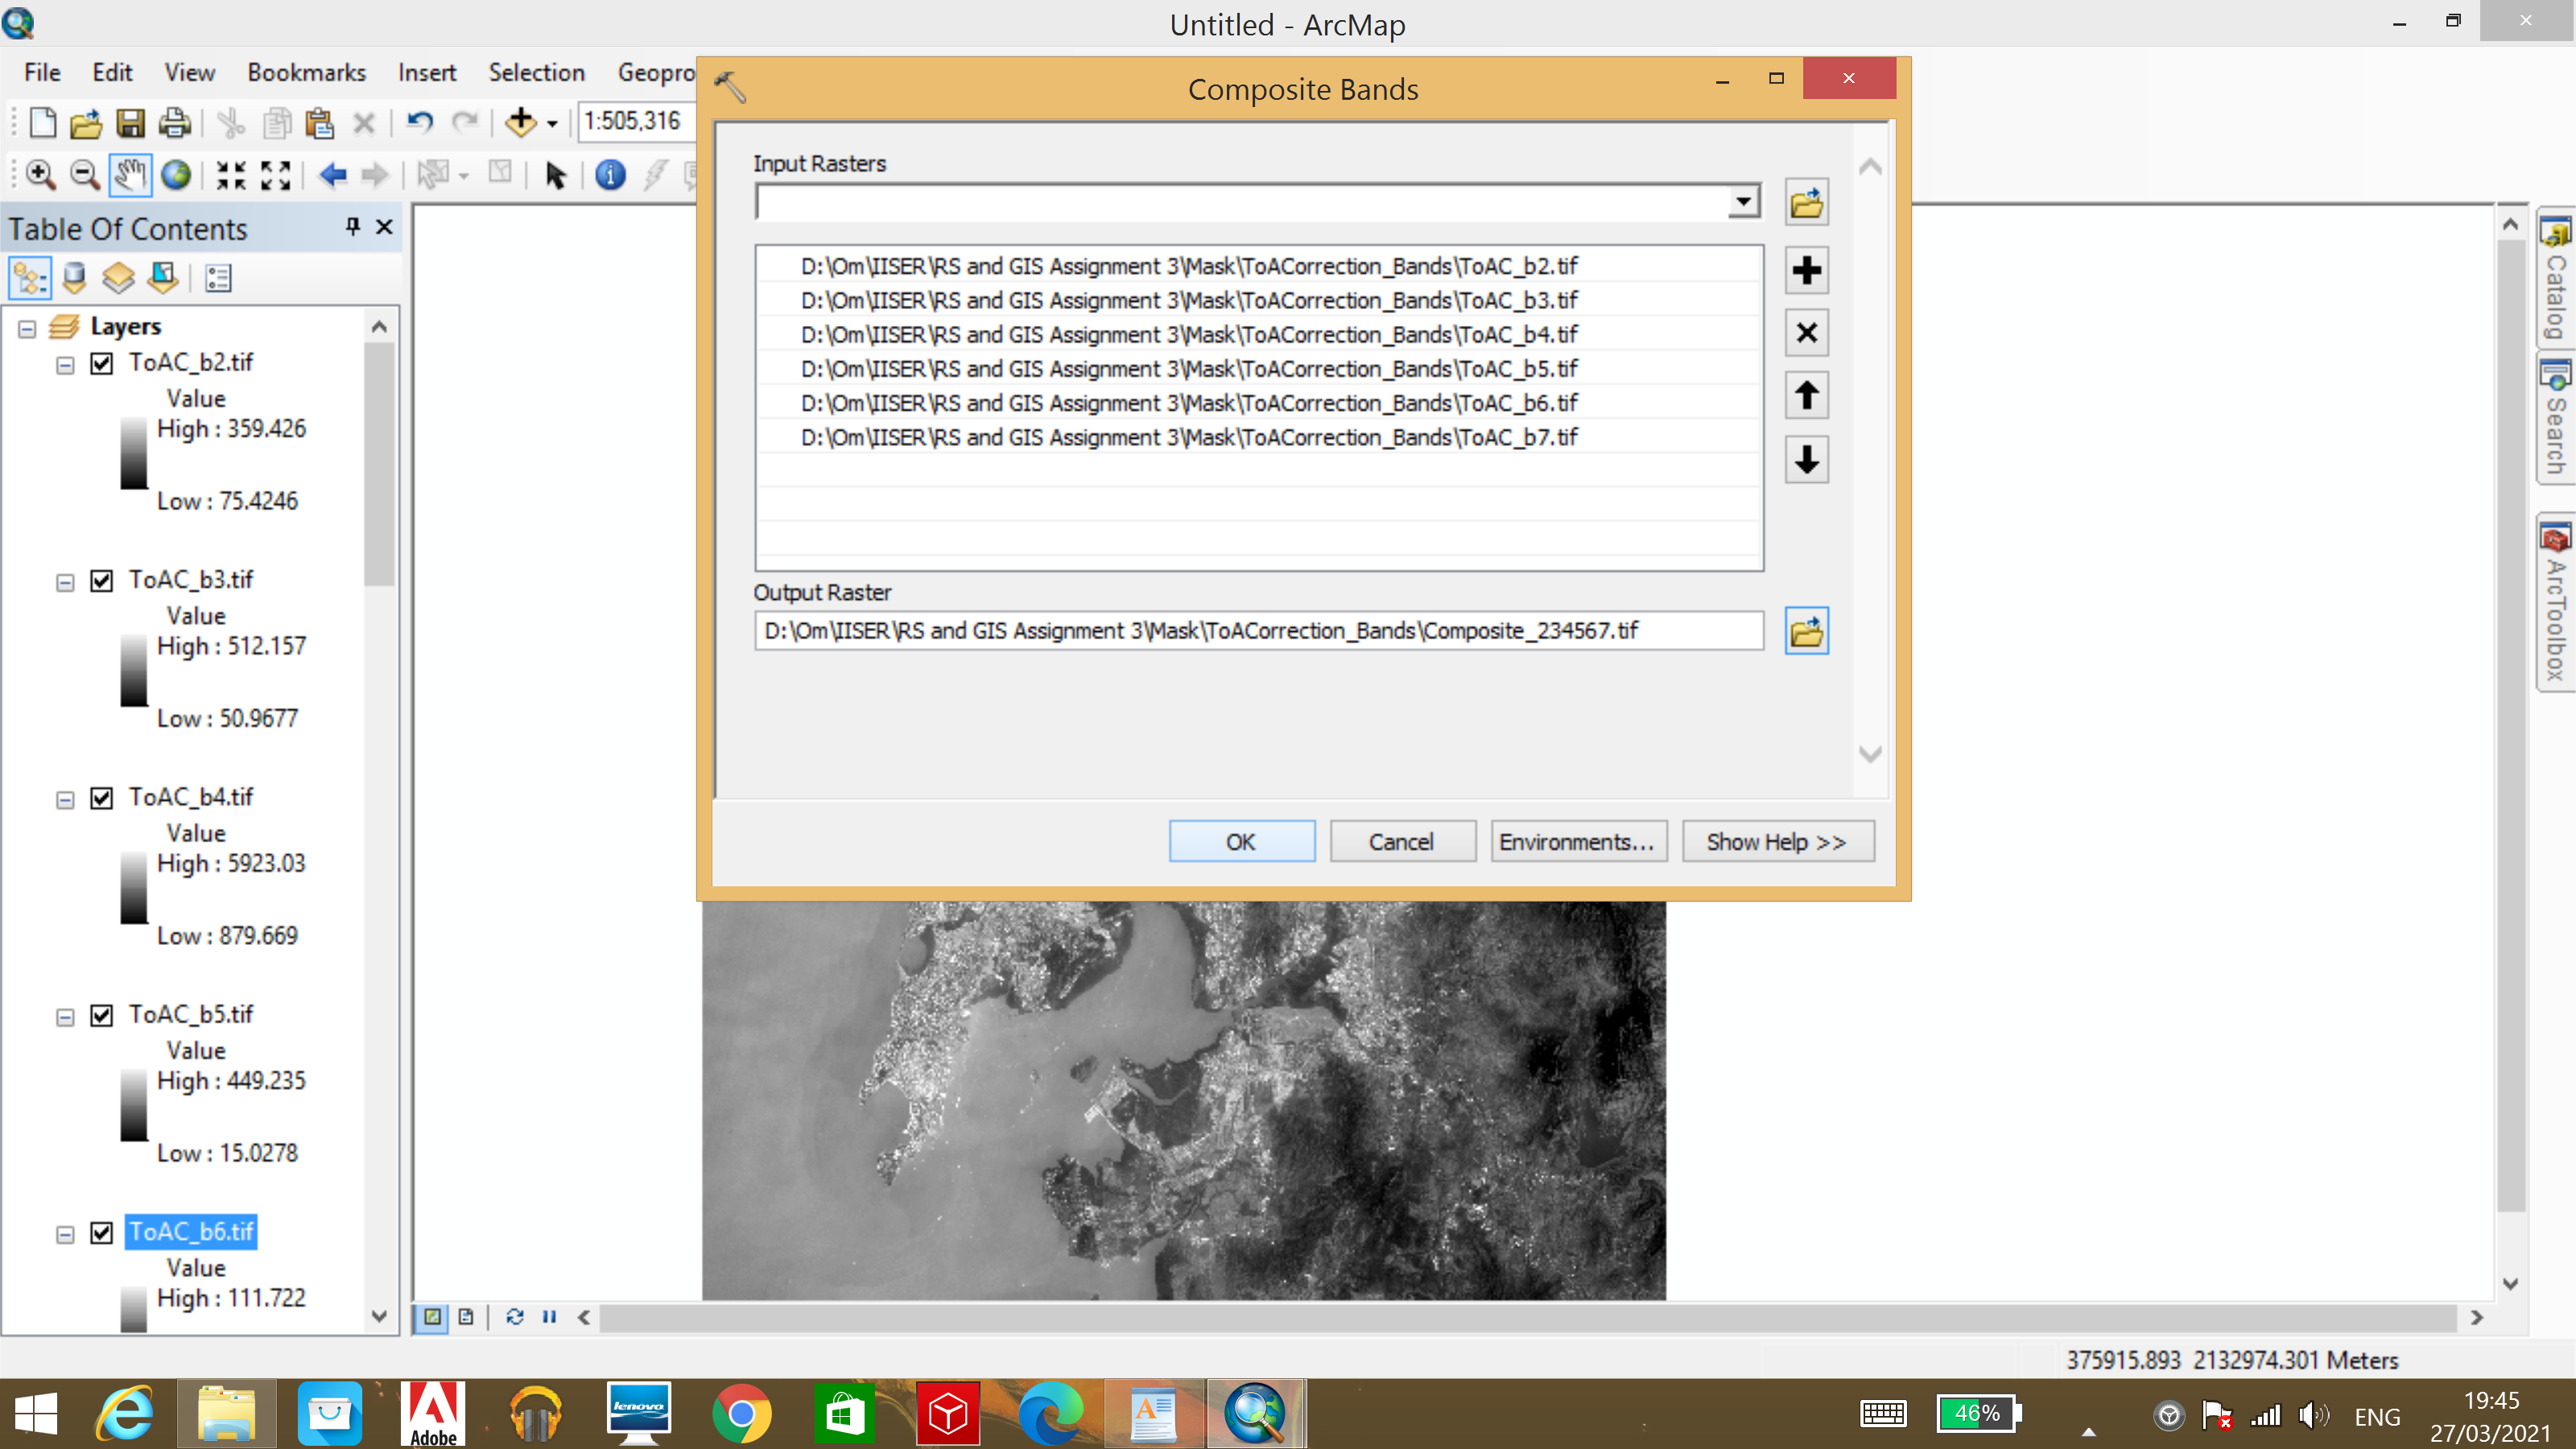 Untitled - ArcMap
File Edit View Bookmarks Insert Selection Geopro
Composite Bands
1:505,316
Table Of Contents
Layers
ToAC_b2.tif
Value
High : 359.426
Low : 75.4246
ToAC_b3.tif
Value
High : 512.157
Low : 50.9677
ToAC_b4.tif
Value
High : 5923.03
Low : 879.669
ToAC_b5.tif
Value
High : 449.235
Low : 15.0278
ToAC_b6.tif
Value
High : 111.722
Input Rasters
D:\Om\IISER\RS and GIS Assignment 3\Mask\ToACorrection_Bands\ToAC_b2.tif
D:\Om\IISER\RS and GIS Assignment 3\Mask\ToACorrection_Bands\ToAC_b3.tif
D:\Om\IISER\RS and GIS Assignment 3\Mask\ToACorrection_Bands\ToAC_b4.tif
D:\Om\IISER\RS and GIS Assignment 3\Mask\ToACorrection_Bands\ToAC_b5.tif
D:\Om\IISER\RS and GIS Assignment 3\Mask\ToACorrection_Bands\ToAC_b6.tif
D:\Om\IISER\RS and GIS Assignment 3\Mask\ToACorrection_Bands\ToAC_b7.tif
Output Raster
D:\Om\IISER\RS and GIS Assignment 3\Mask\ToACorrection_Bands\Composite_234567.tif
OK Cancel Environments... Show Help >>
Catalog
Search
ArcToolbox
375915.893 2132974.301 Meters
Adobe
lenovo
46%
ENG
19:45
27/03/2021